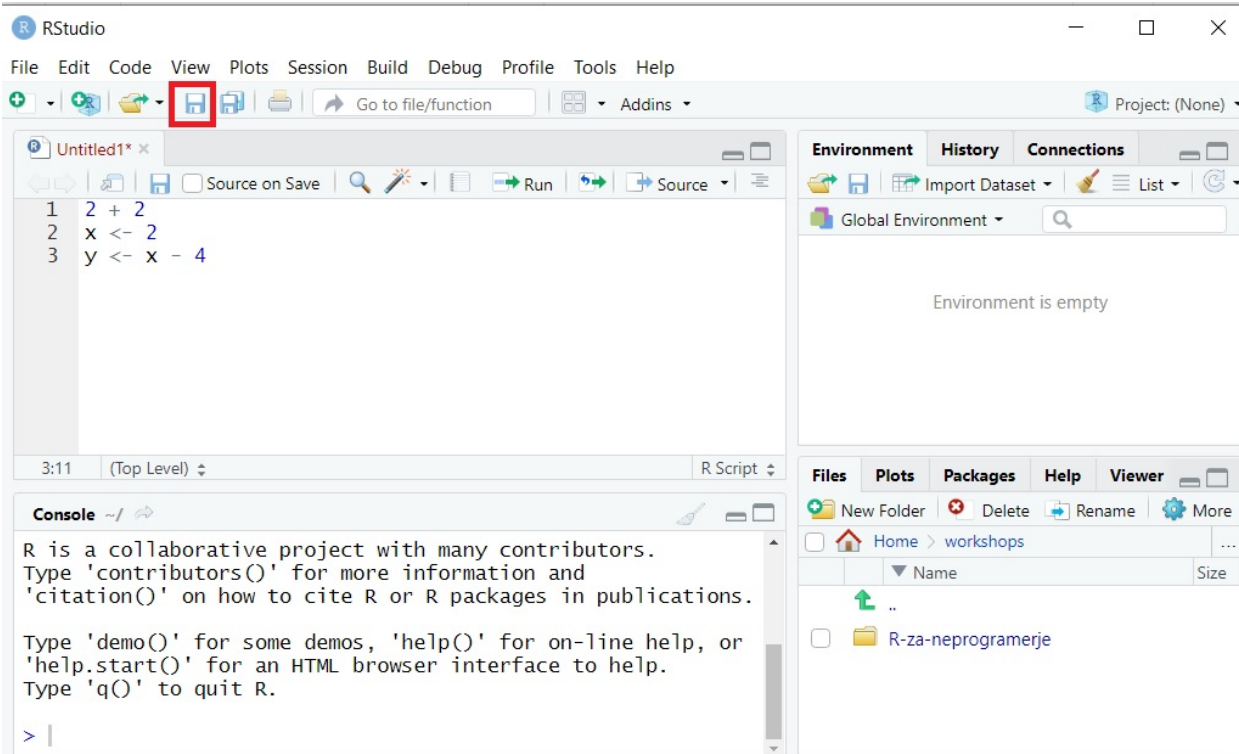 RStudio
File Edit Code View Plots Session Build Debug Profile Tools Help
Go to file/function Addins Project: (None)
Untitled1*
Source on Save Run Source
1 2 + 2
2 x <- 2
3 y <- x - 4
3:11 (Top Level) R Script
Console ~/
R is a collaborative project with many contributors.
Type 'contributors()' for more information and
'citation()' on how to cite R or R packages in publications.
Type 'demo()' for some demos, 'help()' for on-line help, or
'help.start()' for an HTML browser interface to help.
Type 'q()' to quit R.
>
Environment History Connections
Import Dataset List
Global Environment
Environment is empty
Files Plots Packages Help Viewer
New Folder Delete Rename More
Home > workshops ...
Name Size
..
R-za-neprogramerje